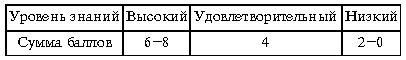 Уровень знаний Высокий Удовлетворительный Низкий
Сумма баллов 6−8 4 2−0